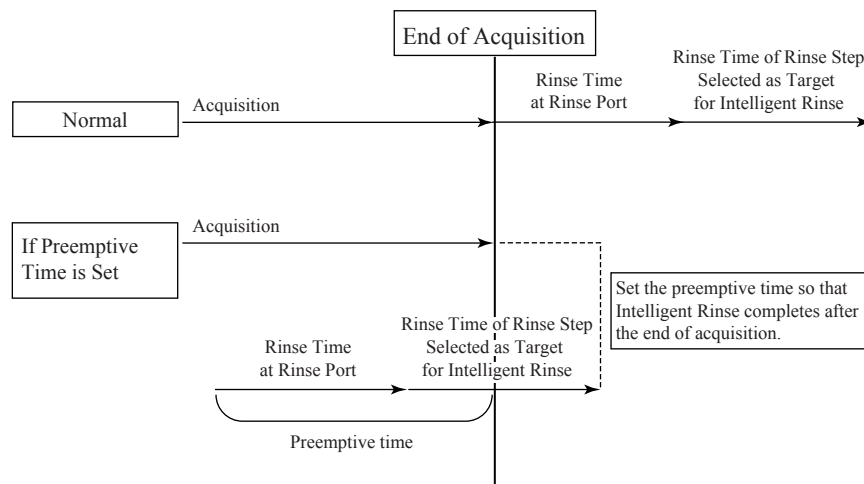 End of Acquisition
Rinse Time
at Rinse Port
Rinse Time of Rinse Step
Selected as Target
for Intelligent Rinse
Normal
Acquisition
If Preemptive
Time is Set
Acquisition
Set the preemptive time so that
Intelligent Rinse completes after
the end of acquisition.
Rinse Time
at Rinse Port
Rinse Time of Rinse Step
Selected as Target
for Intelligent Rinse
Preemptive time